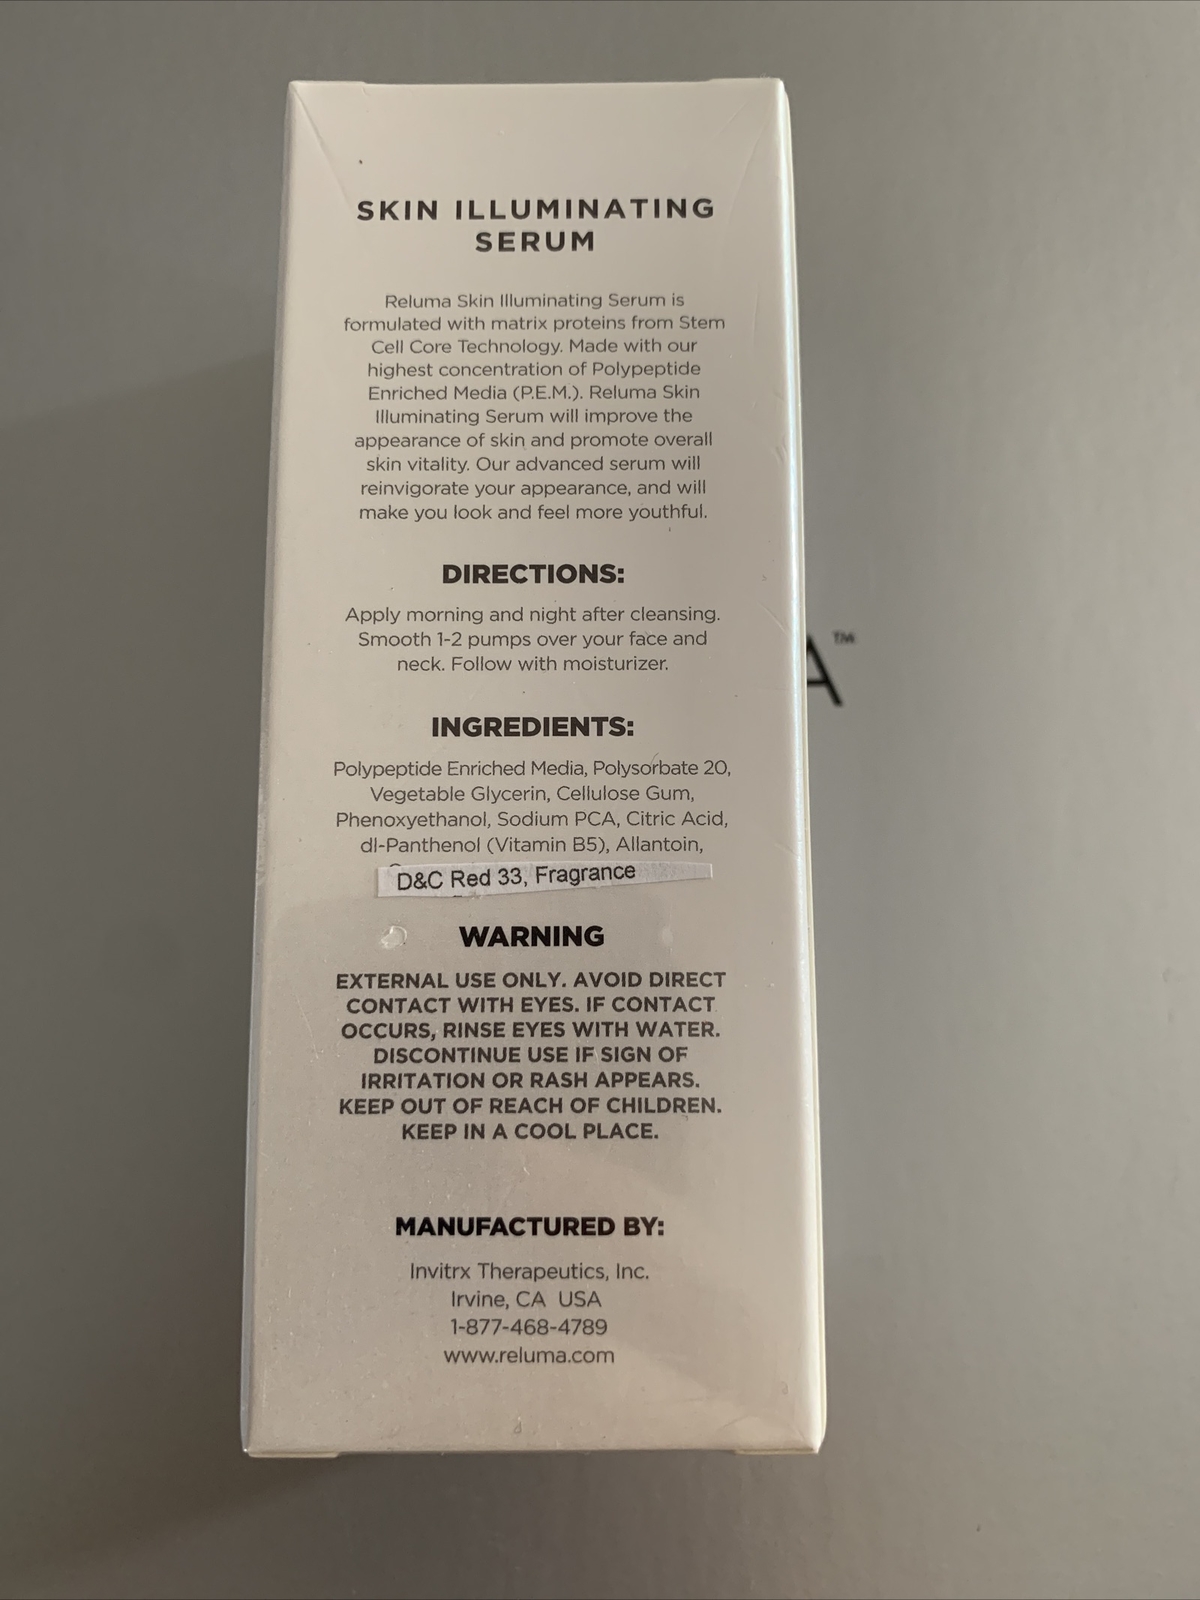 SKIN ILLUMINATING
SERUM
Reluma Skin Illuminating Serum is
formulated with matrix proteins from Stem
Cell Core Technology. Made with our
highest concentration of Polypeptide
Enriched Media (P.E.M.). Reluma Skin
Illuminating Serum will improve the
appearance of skin and promote overall
skin vitality. Our advanced serum will
reinvigorate your appearance, and will
make you look and feel more youthful.
DIRECTIONS:
Apply morning and night after cleansing.
Smooth 1-2 pumps over your face and
neck. Follow with moisturizer.
INGREDIENTS:
Polypeptide Enriched Media, Polysorbate 20,
Vegetable Glycerin, Cellulose Gum,
Phenoxyethanol, Sodium PCA, Citric Acid,
dl-Panthenol (Vitamin B5), Allantoin,
D&C Red 33, Fragrance
WARNING
EXTERNAL USE ONLY. AVOID DIRECT
CONTACT WITH EYES. IF CONTACT
OCCURS, RINSE EYES WITH WATER.
DISCONTINUE USE IF SIGN OF
IRRITATION OR RASH APPEARS.
KEEP OUT OF REACH OF CHILDREN.
KEEP IN A COOL PLACE.
MANUFACTURED BY:
Invitrx Therapeutics, Inc.
Irvine, CA USA
1-877-468-4789
www.reluma.com
A™